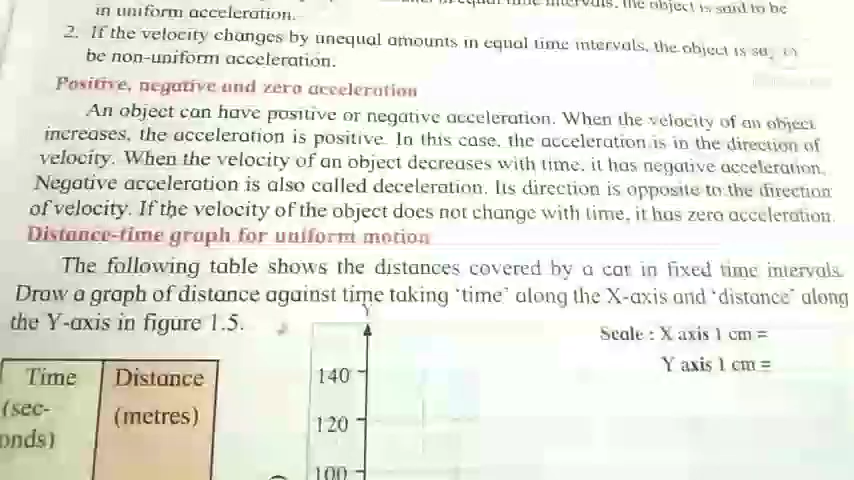 in uniform acceleration.
intervals, the object is said to be
2. If the velocity changes by unequal amounts in equal time intervals, the object is
be non-uniform acceleration.
Positive, negative and zero acceleration
An object can have positive or negative acceleration. When the velocity of an object
increases, the acceleration is positive. In this case, the acceleration is in the direction of
velocity. When the velocity of an object decreases with time, it has negative acceleration.
Negative acceleration is also called deceleration. Its direction is opposite to the direction
of velocity. If the velocity of the object does not change with time, it has zero acceleration.
Distance-time graph for uniform motion
The following table shows the distances covered by a car in fixed time intervals.
Draw a graph of distance against time taking 'time' along the X-axis and 'distance' along
the Y-axis in figure 1.5.
Scale : X axis 1 cm =
Y axis 1 cm =
Time
(sec-
onds)
Distance
(metres)
Y
140
120
100